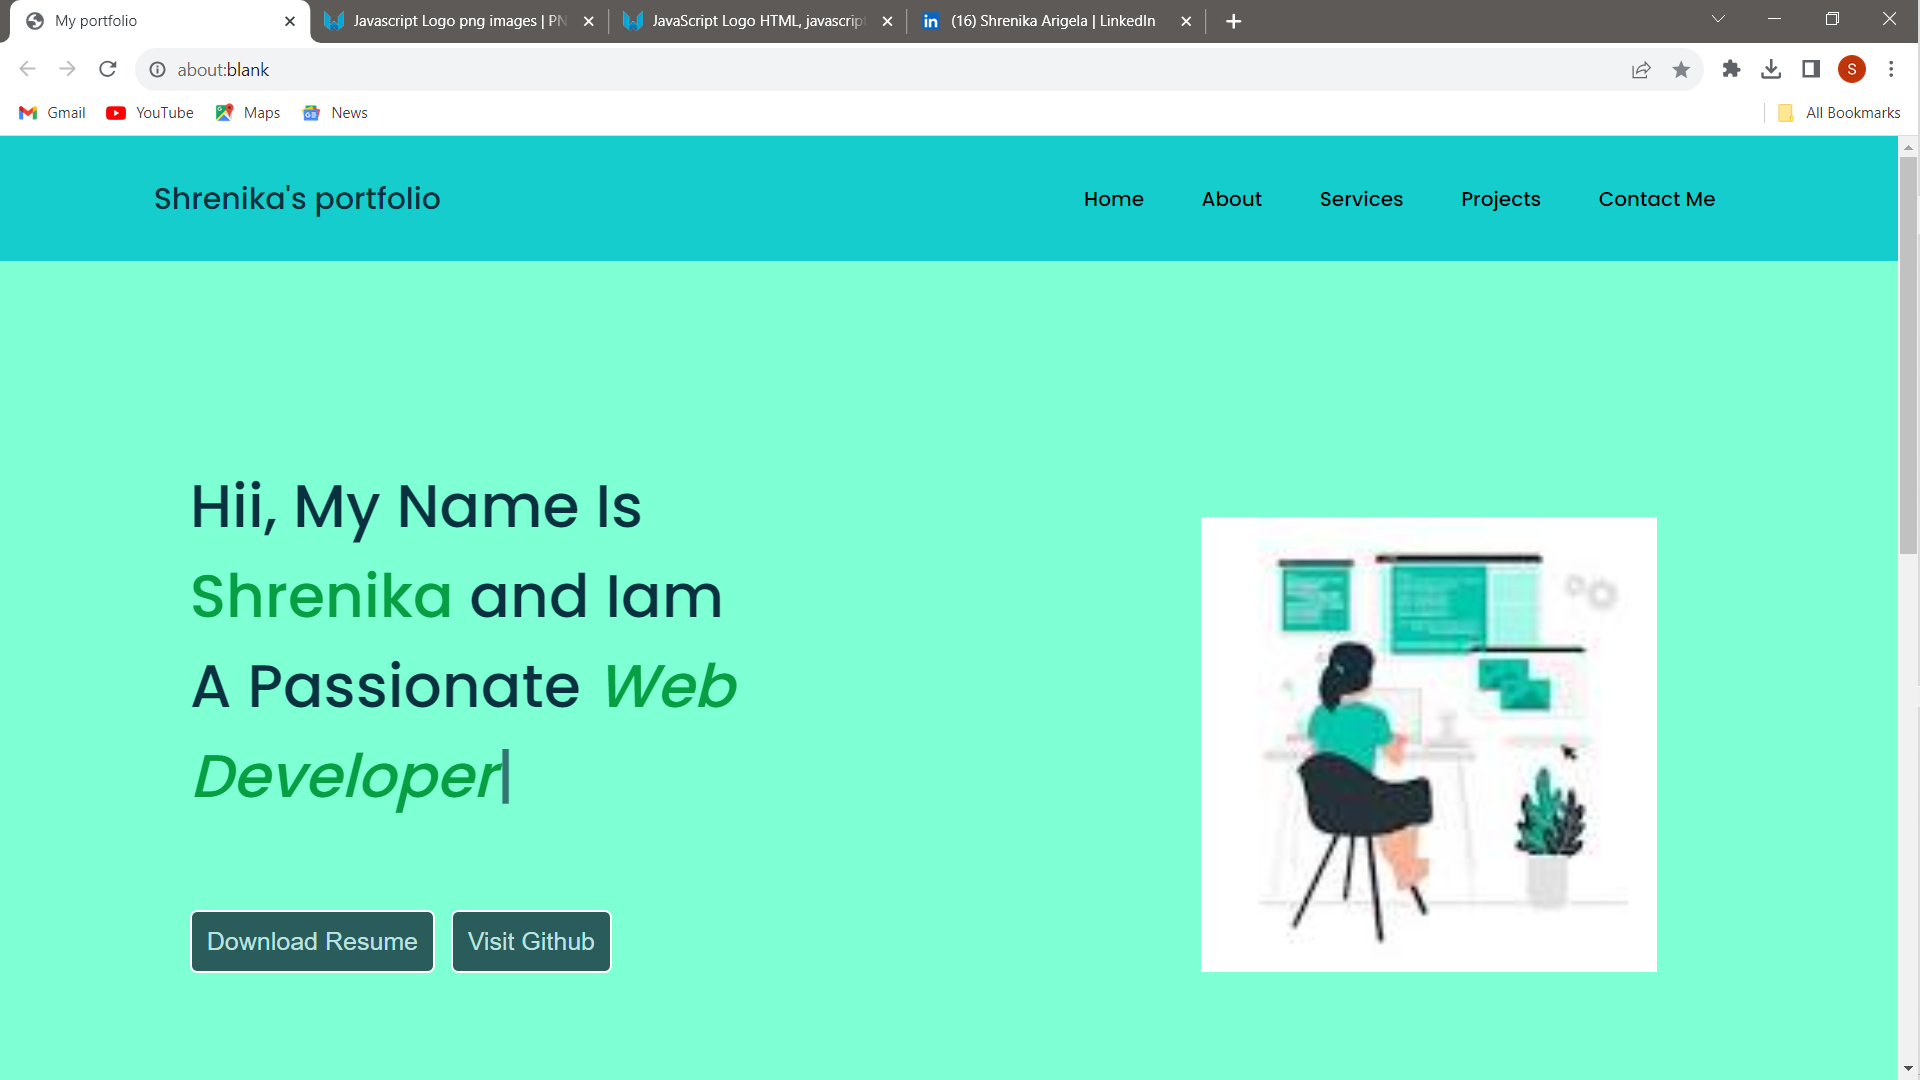 My portfolio
Javascript Logo png images | PN
JavaScript Logo HTML, javascrip
(16) Shrenika Arigela | LinkedIn
about:blank
S
Gmail
YouTube
Maps
News
All Bookmarks
Shrenika's portfolio
Home
About
Services
Projects
Contact Me
Hii, My Name Is
Shrenika and Iam
A Passionate Web
Developer|
Download Resume
Visit Github